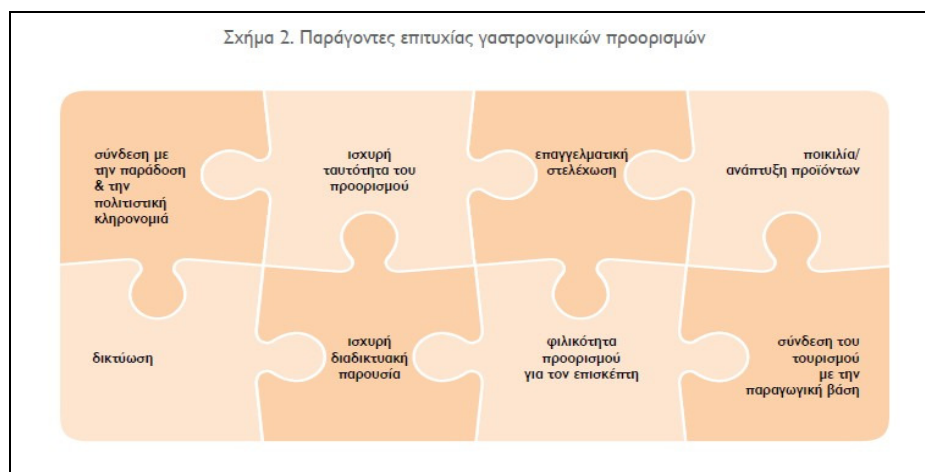 Σχήμα 2. Παράγοντες επιτυχίας γαστρονομικών προορισμών
σύνδεση με
την παράδοση
& την
πολιτιστική
κληρονομιά
ισχυρή
ταυτότητα του
προορισμού
επαγγελματική
στελέχωση
ποικιλία/
ανάπτυξη προϊόντων
δικτύωση
ισχυρή
διαδικτυακή
παρουσία
φιλικότητα
προορισμού
για τον επισκέπτη
σύνδεση του
τουρισμού
με την
παραγωγική βάση